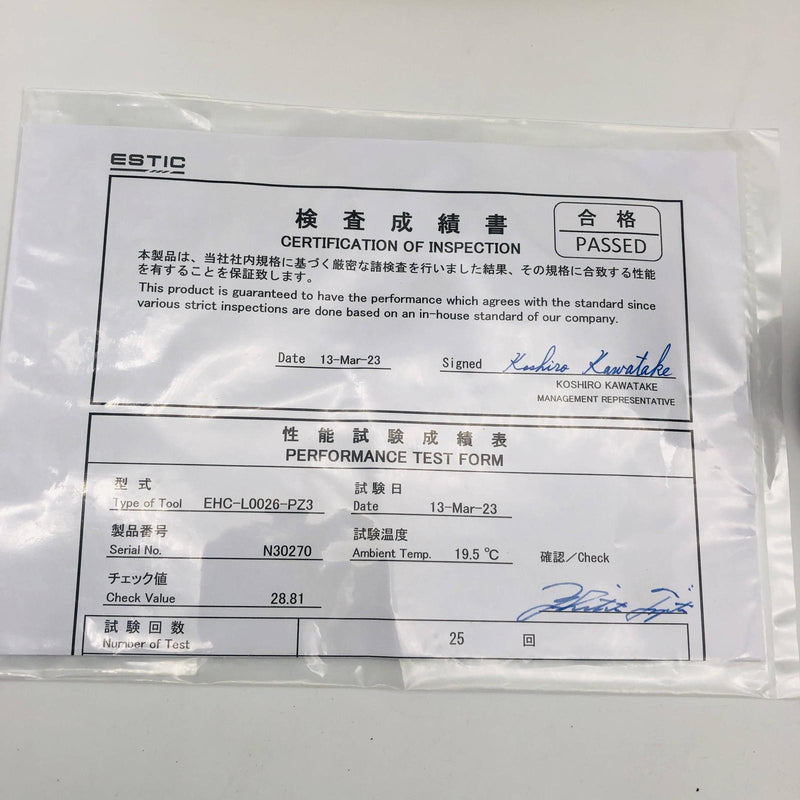 ESTIC
検査成績書
合格
CERTIFICATION OF INSPECTION
PASSED
本製品は、当社社内規格に基づく厳密な諸検査を行いました結果、その規格に合致する性能
を有することを保証致します。
This product is guaranteed to have the performance which agrees with the standard since
various strict inspections are done based on an in-house standard of our company.
Date 13-Mar-23 Signed Koshiro Kawatake
KOSHIRO KAWATAKE
MANAGEMENT REPRESENTATIVE
性能試験成績表
PERFORMANCE TEST FORM
型式 試験日
Type of Tool EHC-L0026-PZ3 Date 13-Mar-23
製品番号 試験温度
Serial No. N30270 Ambient Temp. 19.5 ℃ 確認/Check
チェック値
Check Value 28.81
試験回数
Number of Test 25 回